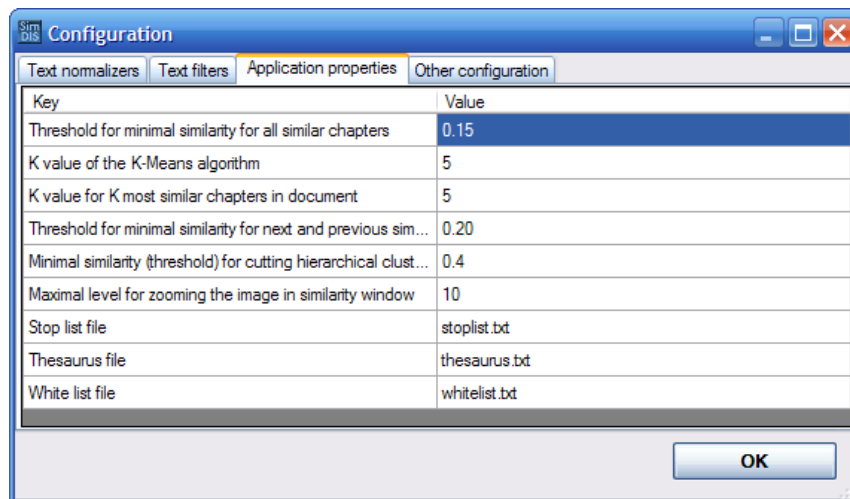 Sim
DIS
Configuration
Text normalizers Text filters Application properties Other configuration
Key Value
Threshold for minimal similarity for all similar chapters 0.15
K value of the K-Means algorithm 5
K value for K most similar chapters in document 5
Threshold for minimal similarity for next and previous sim... 0.20
Minimal similarity (threshold) for cutting hierarchical clust... 0.4
Maximal level for zooming the image in similarity window 10
Stop list file stoplist.txt
Thesaurus file thesaurus.txt
White list file whitelist.txt
OK